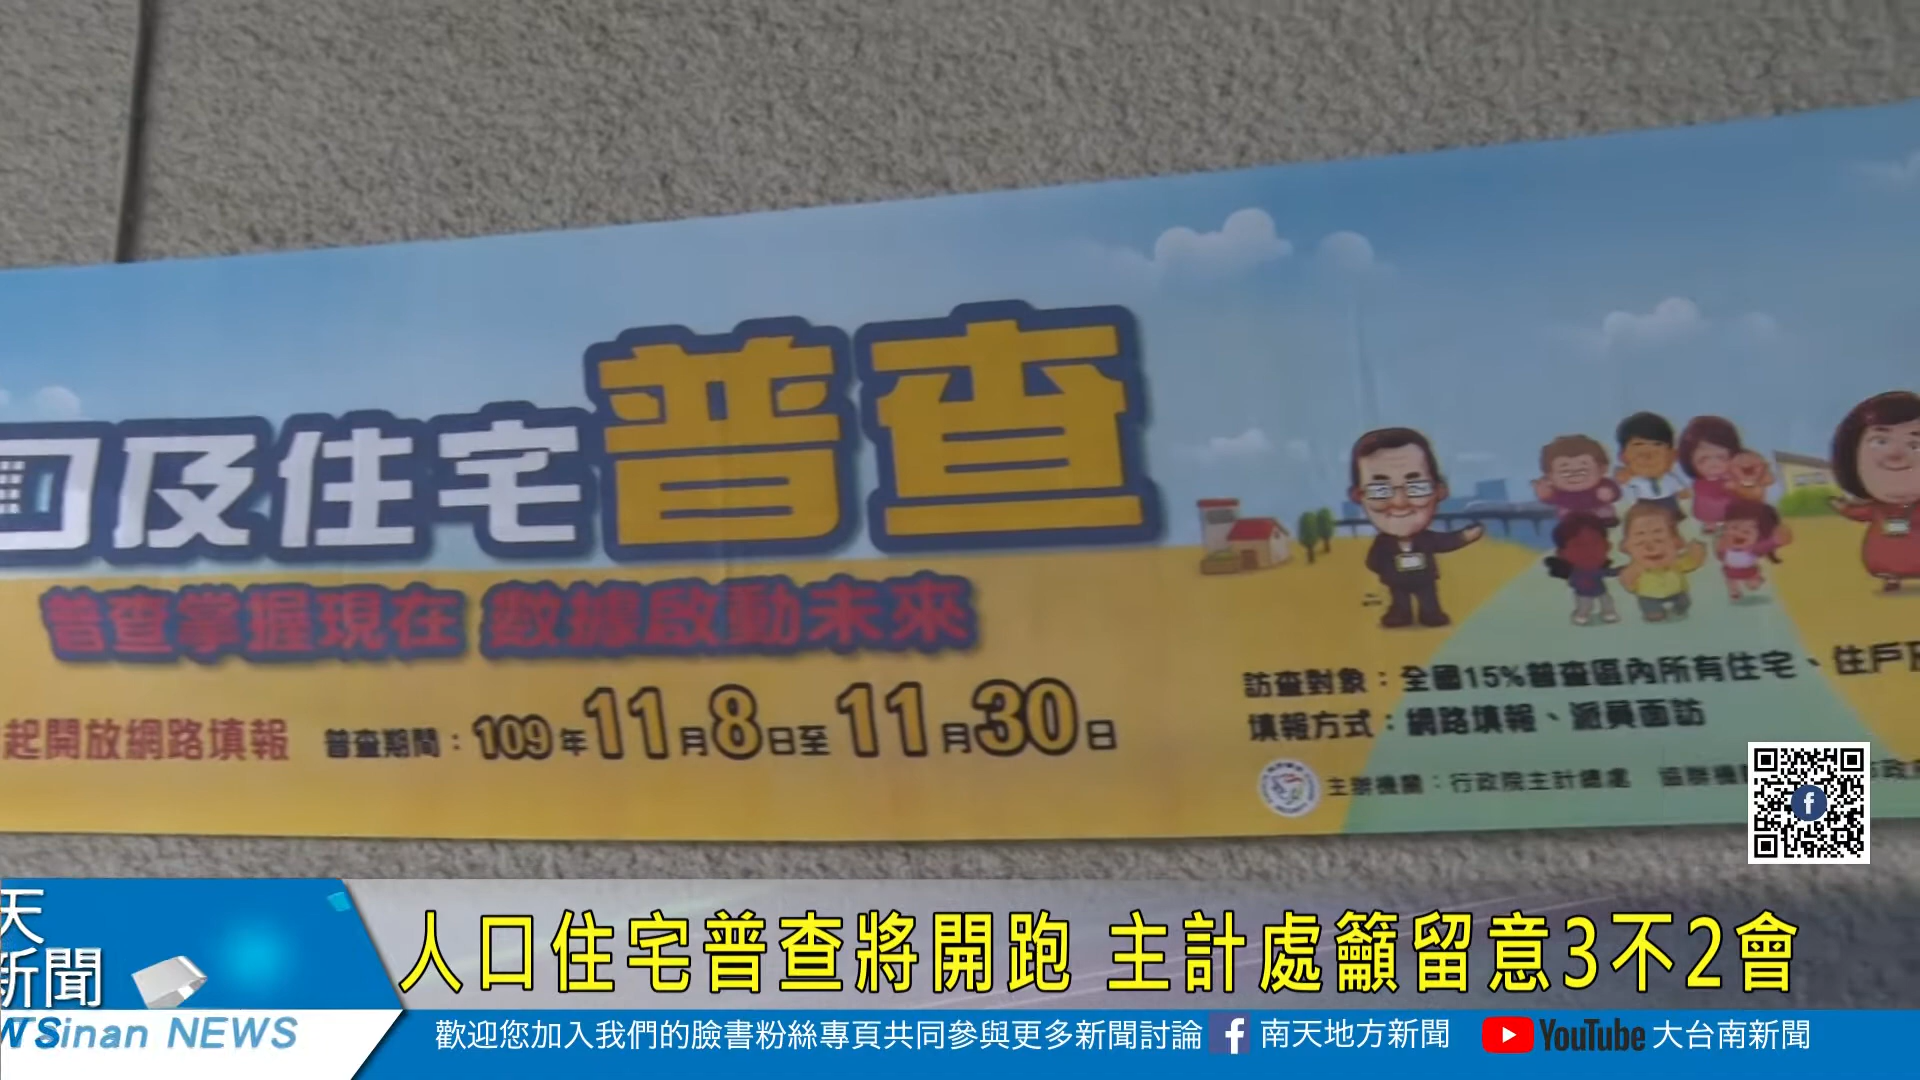 口及住宅普查
普查掌握現在 數據啟動未來
起開放網路填報 普查期間：109年11月8日至11月30日
訪查對象：全國15%普查區內所有住宅、住戶及
填報方式：網路填報、派員面訪
主辦機關：行政院主計總處
天
新聞
人口住宅普查將開跑 主計處籲留意3不2會
Tsinan NEWS
歡迎您加入我們的臉書粉絲專頁共同參與更多新聞討論 南天地方新聞 YouTube 大台南新聞